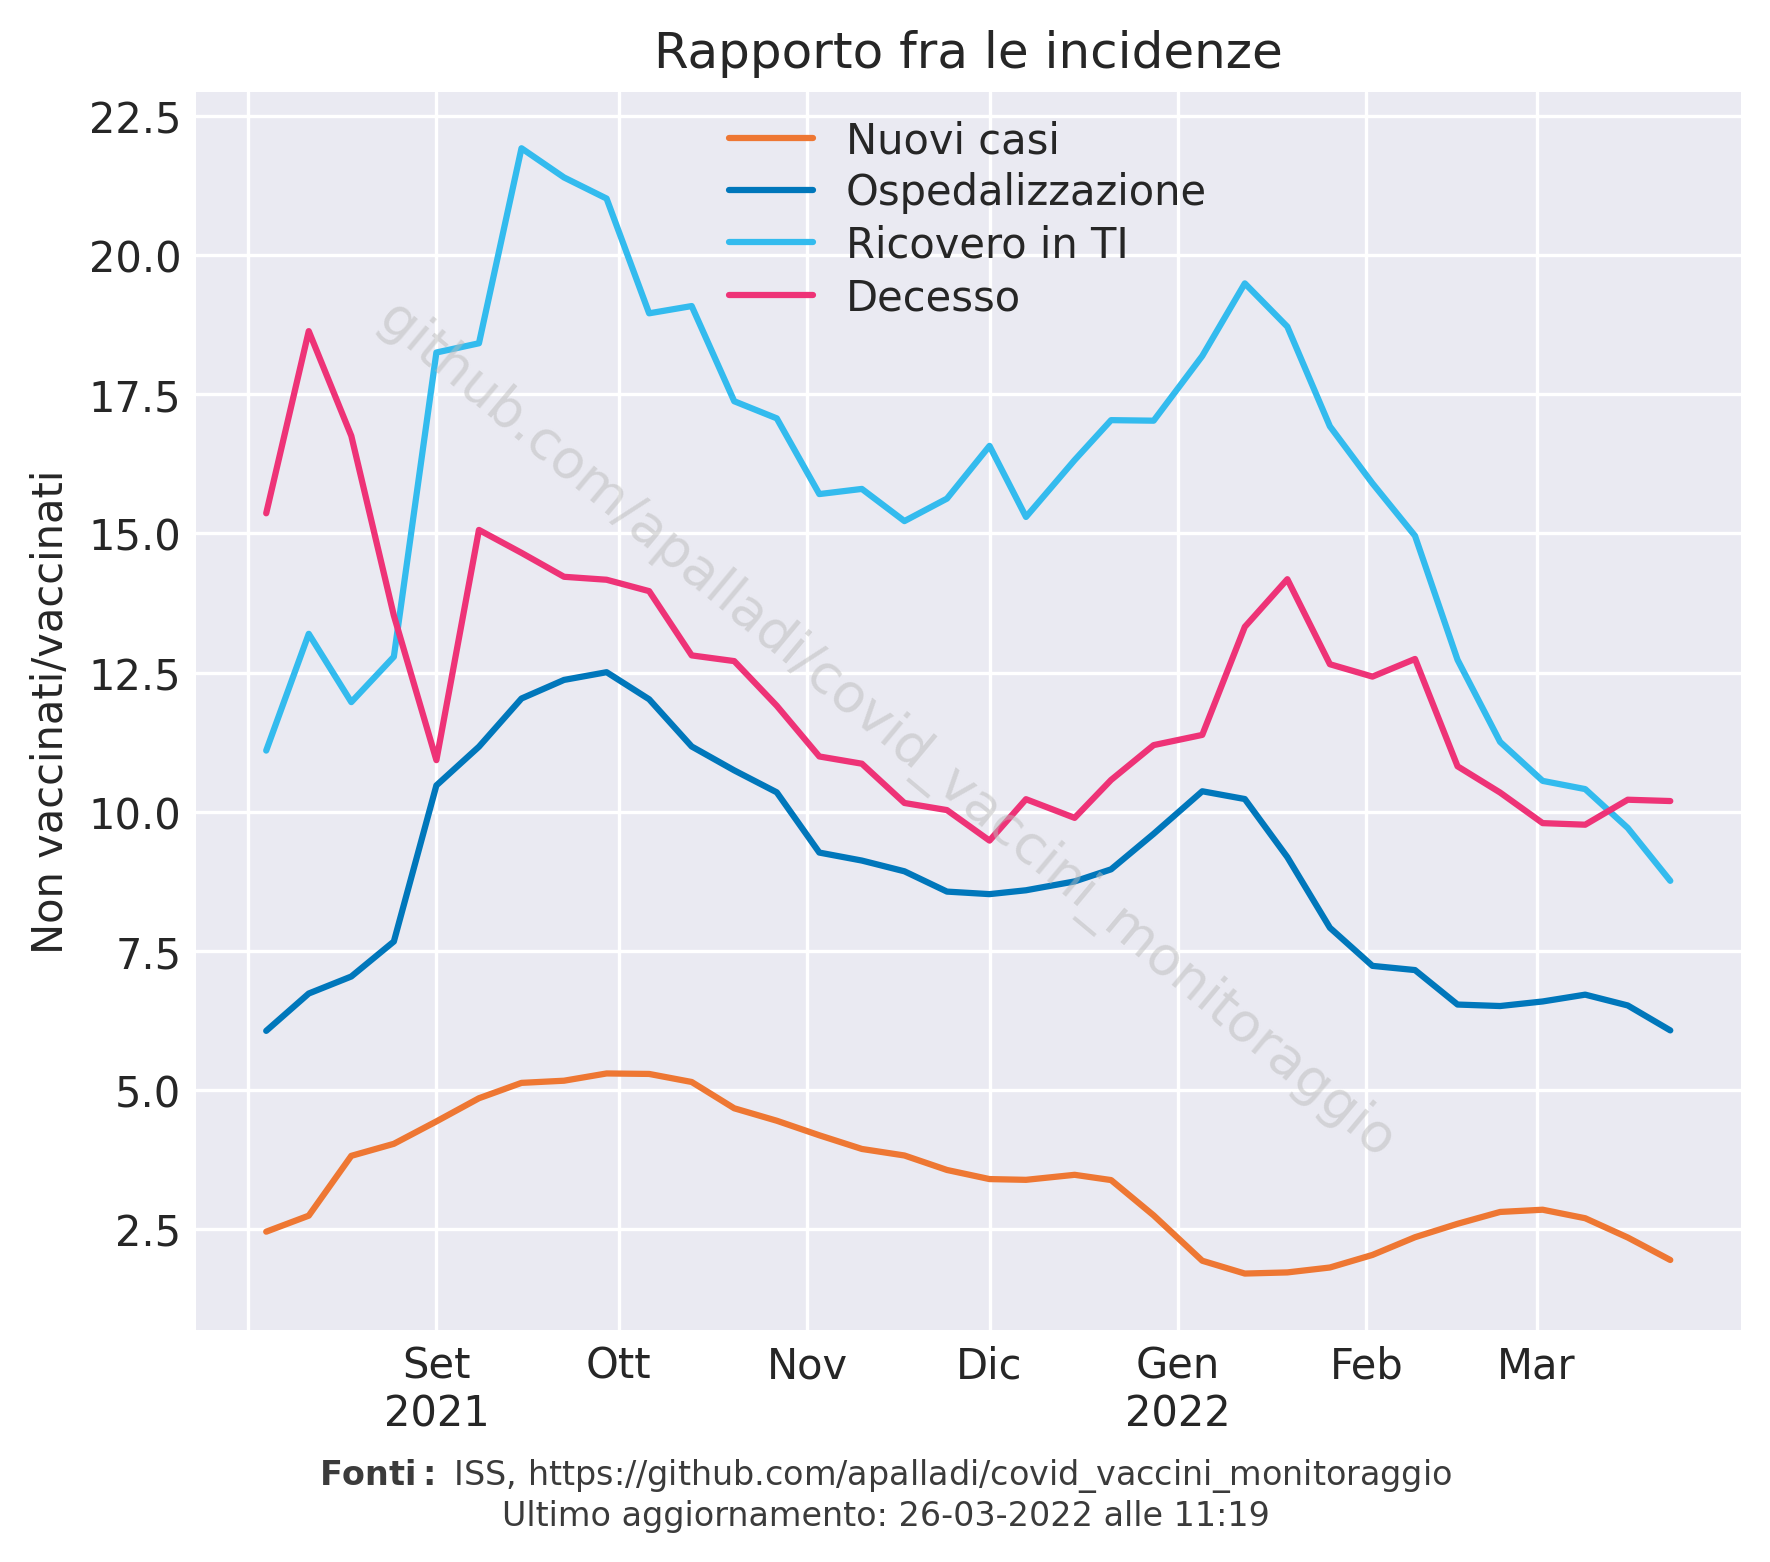 Rapporto fra le incidenze
22.5
20.0
17.5
15.0
12.5
10.0
7.5
5.0
2.5
Non vaccinati/vaccinati
Nuovi casi
Ospedalizzazione
Ricovero in TI
Decesso
github.com/apalladi/covid_vaccini_monitoraggio
Set Ott Nov Dic Gen Feb Mar
2021 2022
Fonti: ISS, https://github.com/apalladi/covid_vaccini_monitoraggio
Ultimo aggiornamento: 26-03-2022 alle 11:19